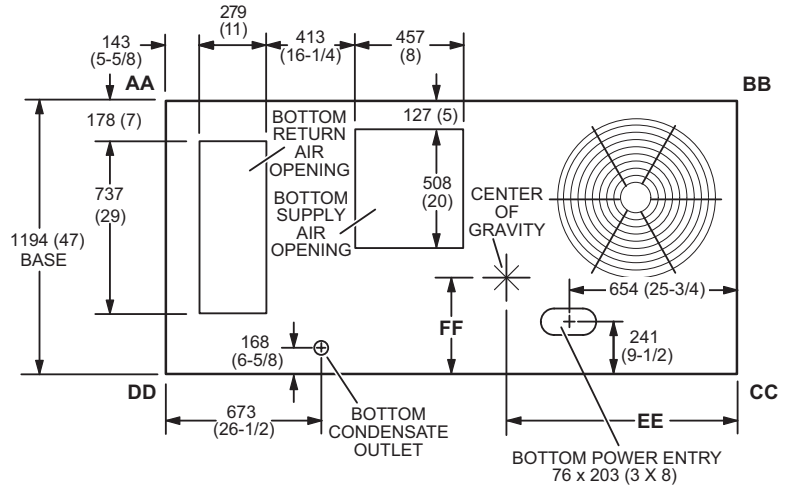 279
(11)
413
(16-1/4)
457
(8)
143
(5-5/8)
AA
BB
178 (7)
BOTTOM
RETURN
AIR
OPENING
127 (5)
737
(29)
BOTTOM
SUPPLY
AIR
OPENING
508
(20)
CENTER
OF
GRAVITY
1194 (47)
BASE
654 (25-3/4)
FF
168
(6-5/8)
241
(9-1/2)
DD
CC
673
(26-1/2)
BOTTOM
CONDENSATE
OUTLET
EE
BOTTOM POWER ENTRY
76 x 203 (3 X 8)